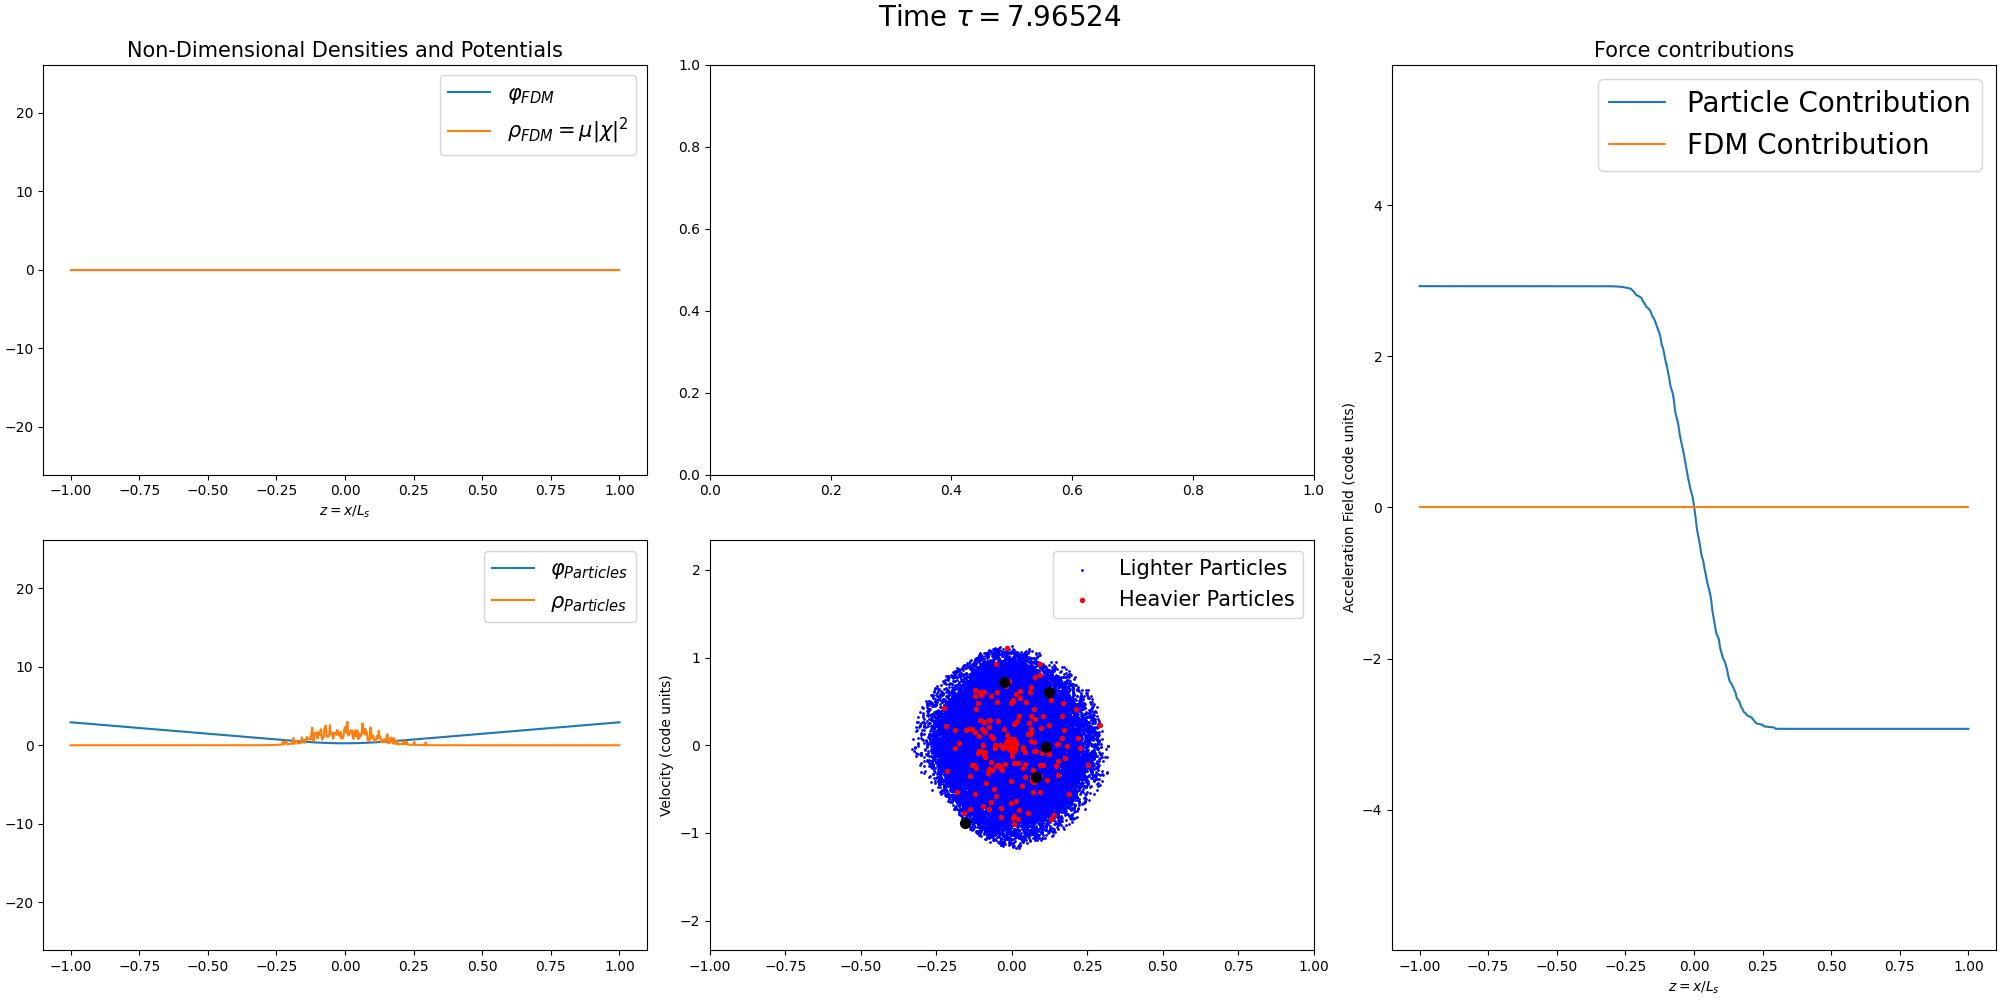 Time τ = 7.96524
Non-Dimensional Densities and Potentials
φ_FDM
ρ_FDM = μ|χ|²
20
10
0
−10
−20
−1.00 −0.75 −0.50 −0.25 0.00 0.25 0.50 0.75 1.00
z = x/L_s
1.0
0.8
0.6
0.4
0.2
0.0
0.0 0.2 0.4 0.6 0.8 1.0
φ_Particles
ρ_Particles
20
10
0
−10
−20
−1.00 −0.75 −0.50 −0.25 0.00 0.25 0.50 0.75 1.00
Velocity (code units)
Lighter Particles
Heavier Particles
2
1
0
−1
−2
−1.00 −0.75 −0.50 −0.25 0.00 0.25 0.50 0.75 1.00
Force contributions
Particle Contribution
FDM Contribution
Acceleration Field (code units)
4
2
0
−2
−4
−1.00 −0.75 −0.50 −0.25 0.00 0.25 0.50 0.75 1.00
z = x/L_s